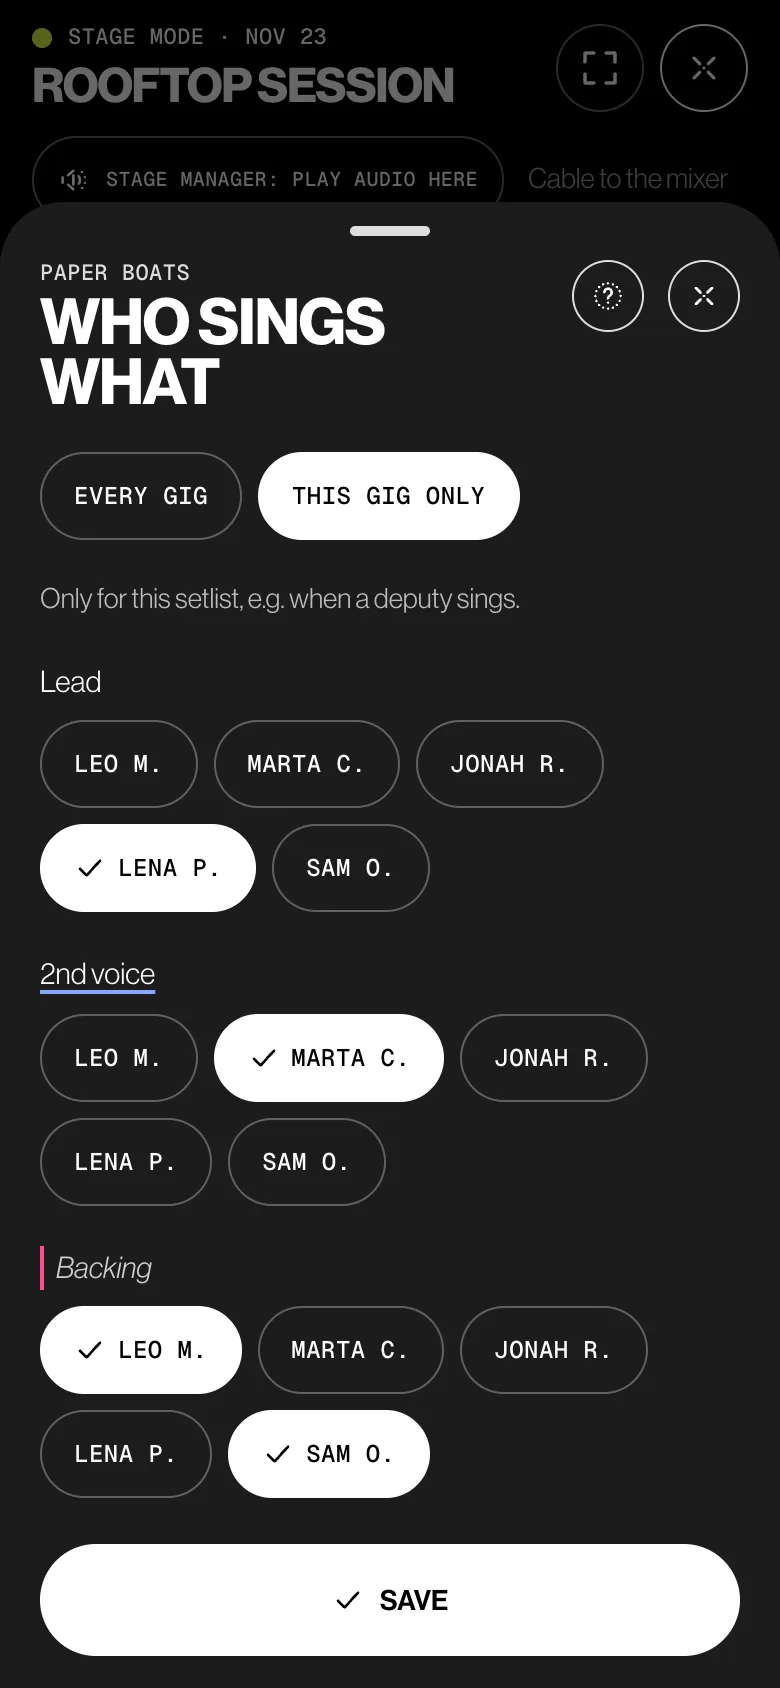 STAGE MODE · NOV 23
ROOFTOP SESSION
STAGE MANAGER: PLAY AUDIO HERE
Cable to the mixer
PAPER BOATS
WHO SINGS
WHAT
EVERY GIG
THIS GIG ONLY
Only for this setlist, e.g. when a deputy sings.
Lead
LEO M.
MARTA C.
JONAH R.
LENA P.
SAM O.
2nd voice
LEO M.
MARTA C.
JONAH R.
LENA P.
SAM O.
Backing
LEO M.
MARTA C.
JONAH R.
LENA P.
SAM O.
SAVE